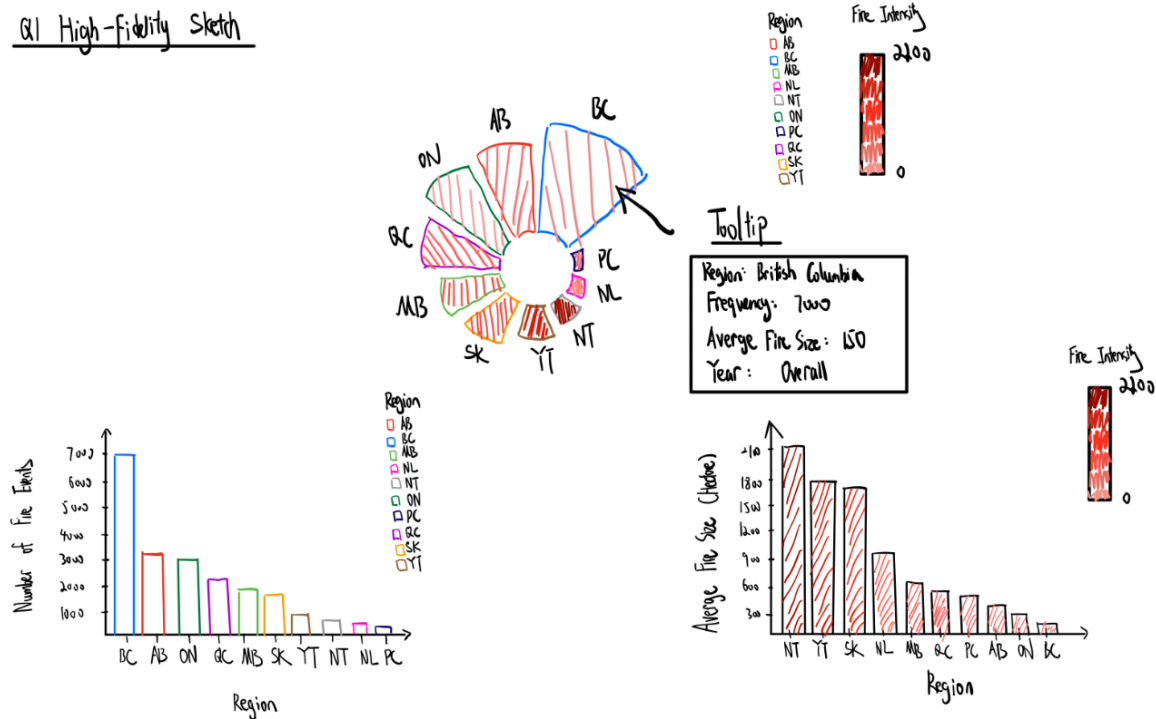 Q1 High-Fidelity Sketch
Region
AB
BC
MB
NL
NT
ON
PC
QC
SK
YT
Fire Intensity
2100
0
BC
AB
ON
QC
MB
SK
YT
NT
NL
PC
Tooltip
Region: British Columbia
Frequency: 7000
Averge Fire Size: 150
Year: Overall
Number of Fire Events
7000
6000
5000
4000
3000
2000
1000
BC AB ON QC MB SK YT NT NL PC
Region
Region
AB
BC
MB
NL
NT
ON
PC
QC
SK
YT
Average Fire Size (Hectare)
2100
1800
1500
1200
900
600
300
NT YT SK NL MB QC PC AB ON BC
Region
Fire Intensity
2100
0